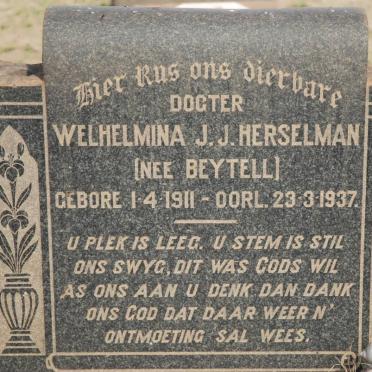 Hier Rus ons dierbare
DOGTER
WELHELMINA J.J. HERSELMAN
[NEE BEYTELL]
GEBORE 1·4·1911 - OORL. 23·3·1937.
U PLEK IS LEEG. U STEM IS STIL
ONS SWYG, DIT WAS GODS WIL
AS ONS AAN U DENK DAN DANK
ONS GOD DAT DAAR WEER N'
ONTMOETING SAL WEES.